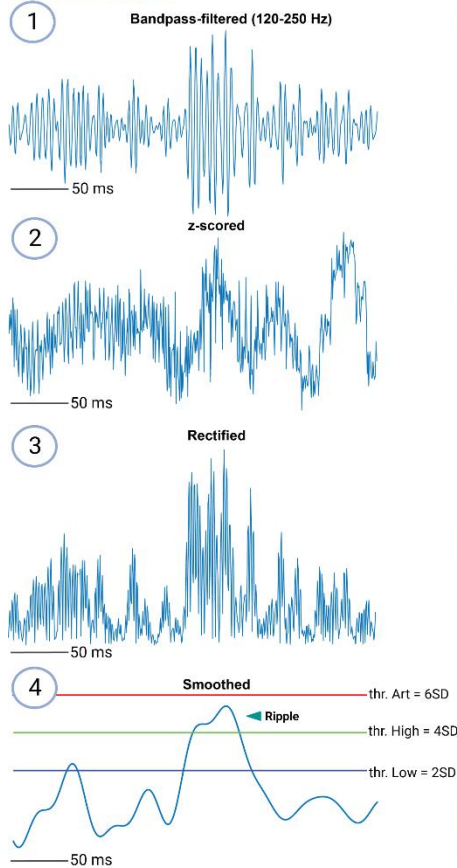 1
Bandpass-filtered (120-250 Hz)
50 ms
2
z-scored
50 ms
3
Rectified
50 ms
4
Smoothed
thr. Art = 6SD
Ripple
thr. High = 4SD
thr. Low = 2SD
50 ms